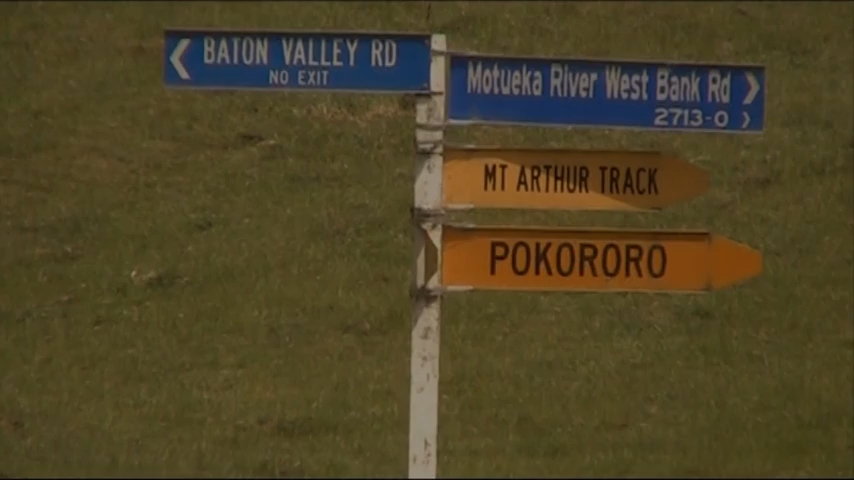 BATON VALLEY RD
NO EXIT
Motueka River West Bank Rd
2713-0
MT ARTHUR TRACK
POKORORO